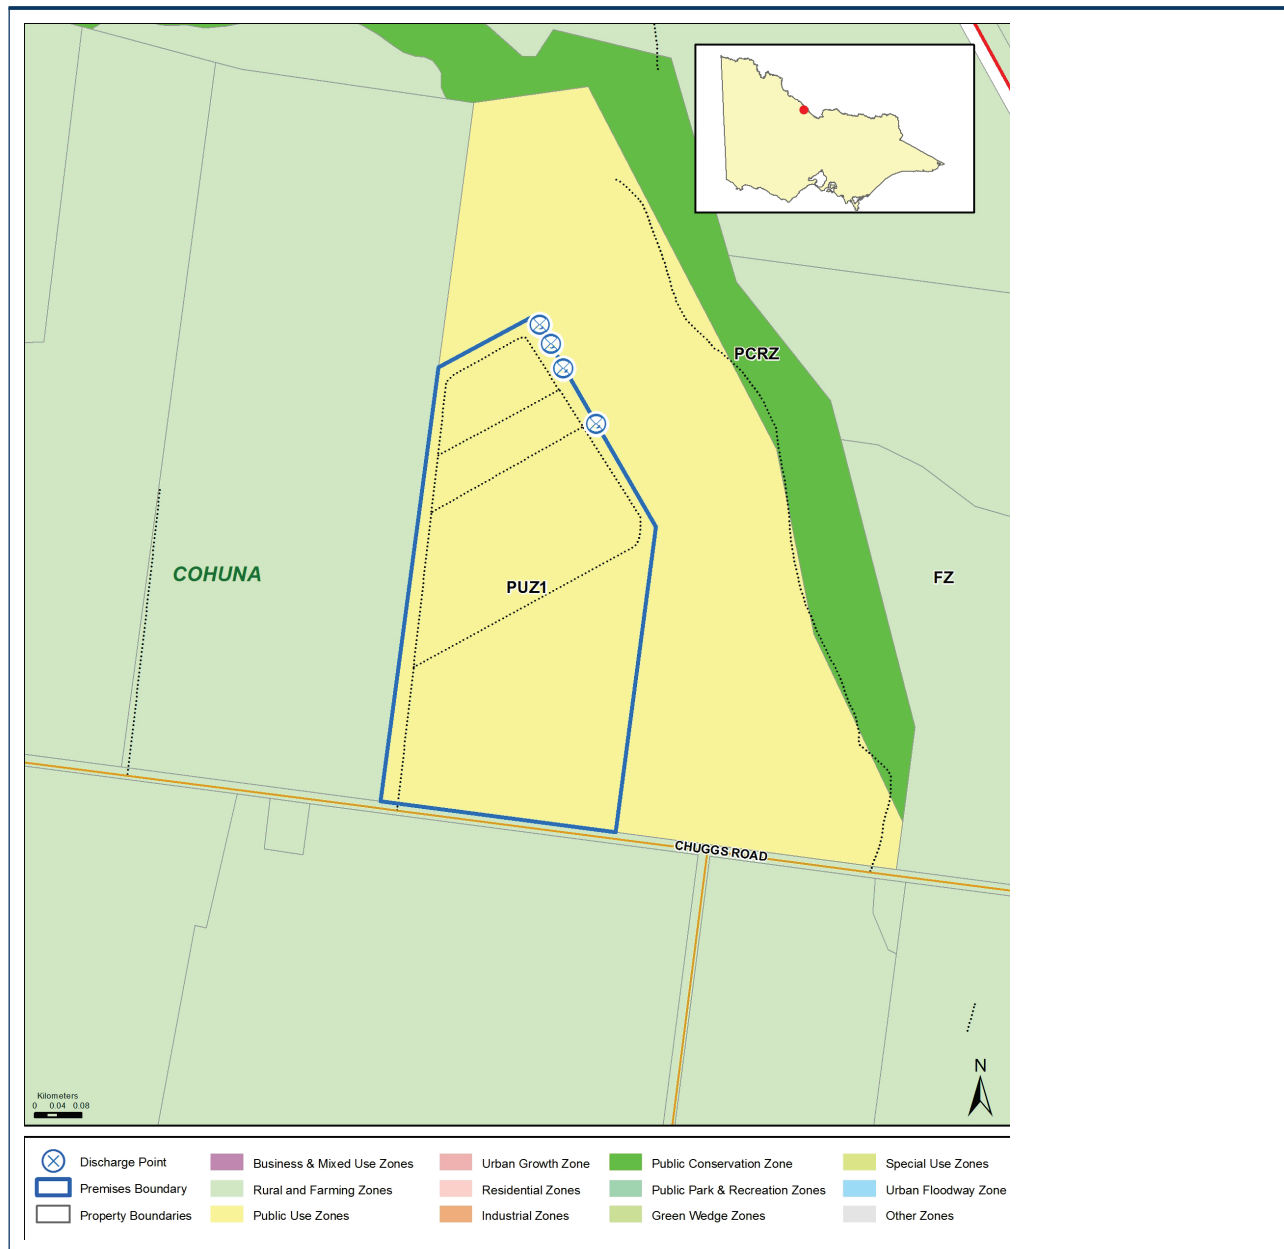 PCRZ
COHUNA
FZ
PUZ1
CHUGGS ROAD
N
Kilometers
0 0.04 0.08
Discharge Point
Premises Boundary
Property Boundaries
Business & Mixed Use Zones
Rural and Farming Zones
Public Use Zones
Urban Growth Zone
Residential Zones
Industrial Zones
Public Conservation Zone
Public Park & Recreation Zones
Green Wedge Zones
Special Use Zones
Urban Floodway Zone
Other Zones